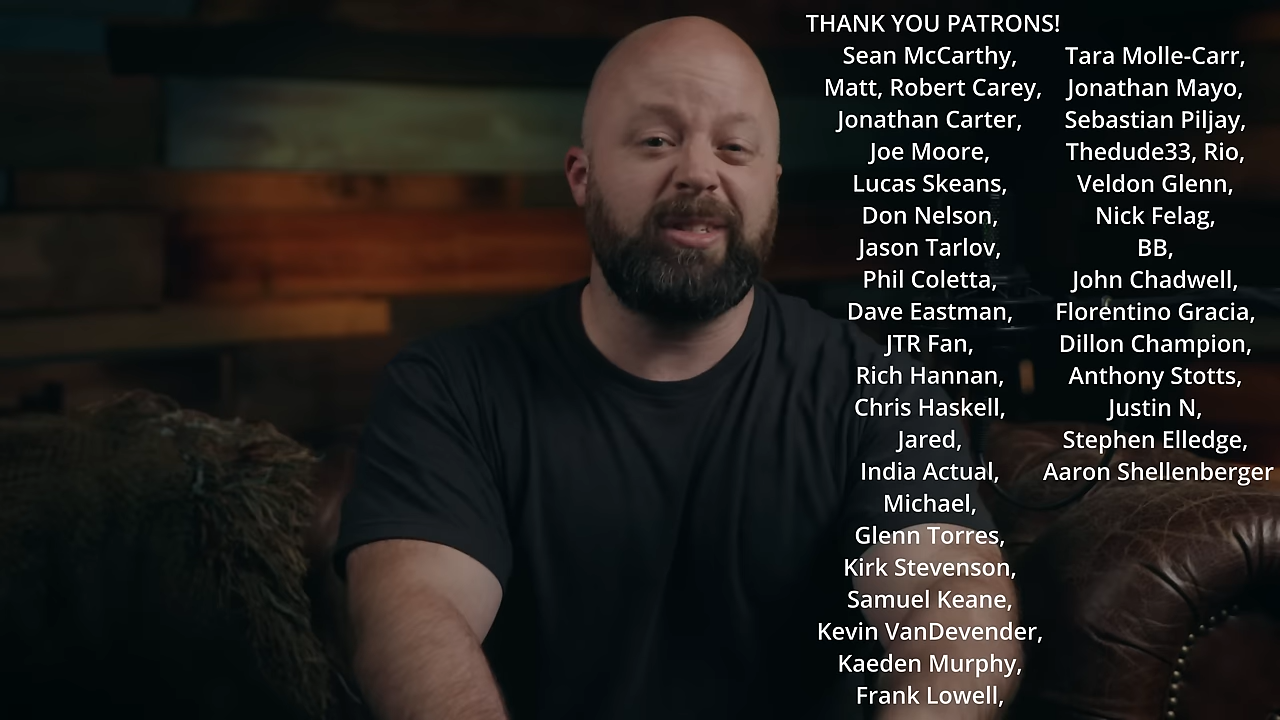 THANK YOU PATRONS!
Sean McCarthy,
Matt, Robert Carey,
Jonathan Carter,
Joe Moore,
Lucas Skeans,
Don Nelson,
Jason Tarlov,
Phil Coletta,
Dave Eastman,
JTR Fan,
Rich Hannan,
Chris Haskell,
Jared,
India Actual,
Michael,
Glenn Torres,
Kirk Stevenson,
Samuel Keane,
Kevin VanDevender,
Kaeden Murphy,
Frank Lowell,
Tara Molle-Carr,
Jonathan Mayo,
Sebastian Piljay,
Thedude33, Rio,
Veldon Glenn,
Nick Felag,
BB,
John Chadwell,
Florentino Gracia,
Dillon Champion,
Anthony Stotts,
Justin N,
Stephen Elledge,
Aaron Shellenberger